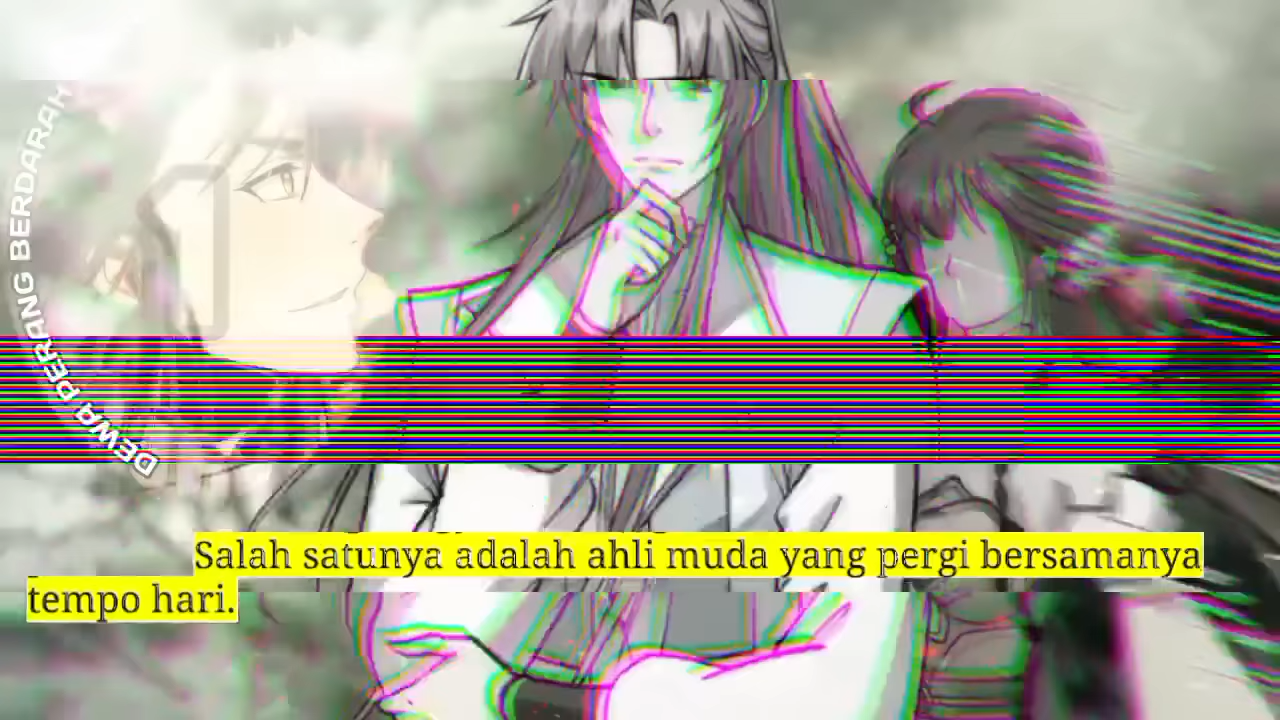 DEWA PERANG BERDARAH
Salah satunya adalah ahli muda yang pergi bersamanya
tempo hari.